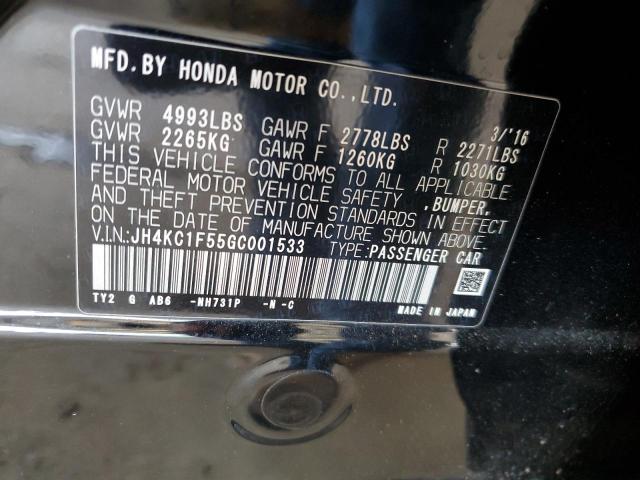 MFD.BY HONDA MOTOR CO.,LTD.
3/'16
GVWR 4993LBS GAWR F 2778LBS R 2271LBS
GVWR 2265KG GAWR F 1260KG R 1030KG
THIS VEHICLE CONFORMS TO ALL APPLICABLE
FEDERAL MOTOR VEHICLE SAFETY ,BUMPER,
AND THEFT PREVENTION STANDARDS IN EFFECT
ON THE DATE OF MANUFACTURE SHOWN ABOVE.
V.I.N:JH4KC1F55GC001533 TYPE:PASSENGER CAR
TY2 G AB6 -NH731P -N -C
MADE IN JAPAN